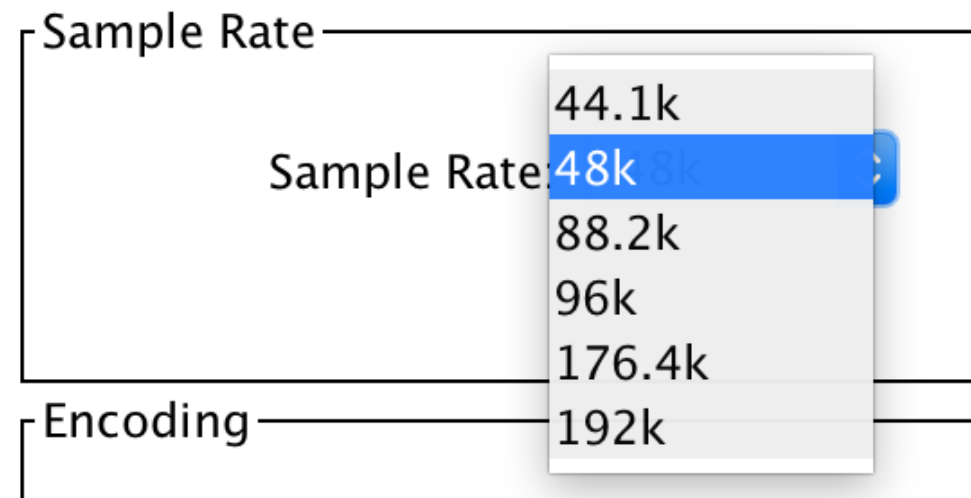 Sample Rate
44.1k
Sample Rate: 48k
88.2k
96k
176.4k
192k
Encoding